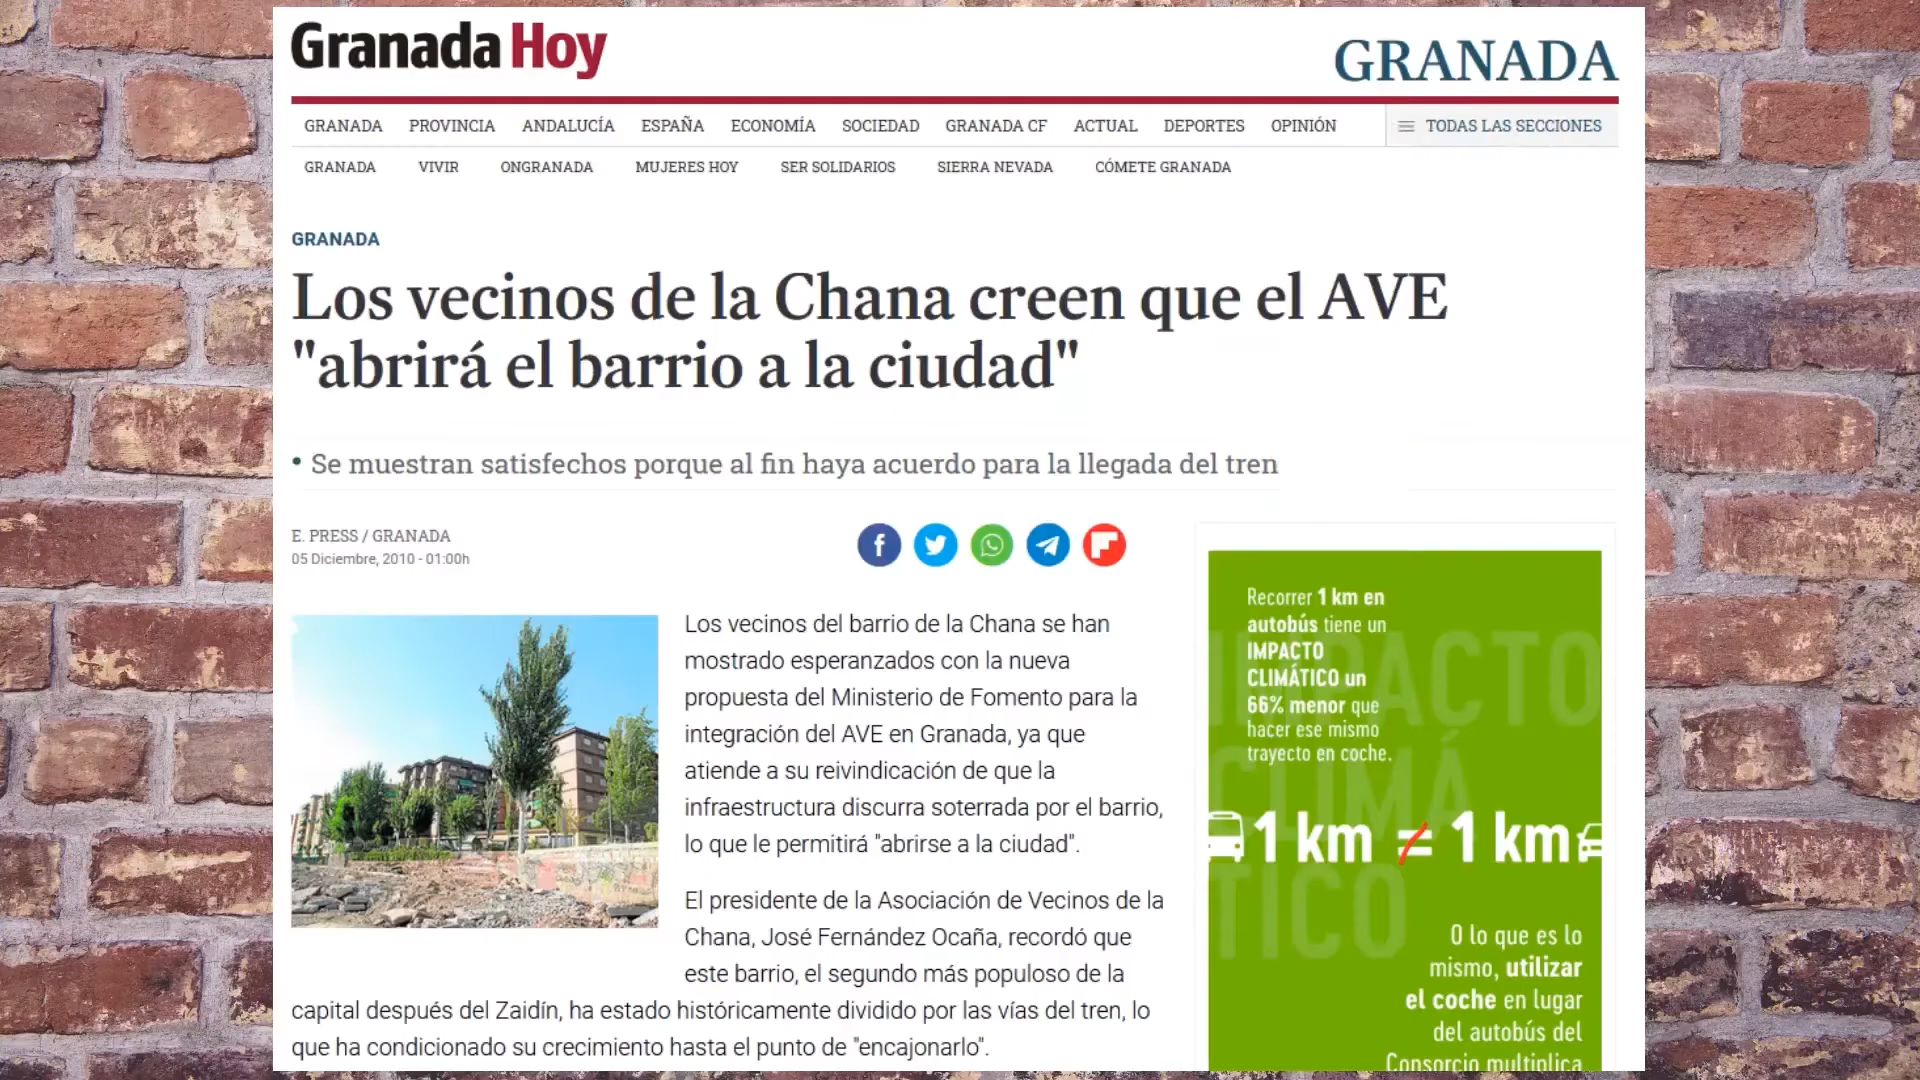 Granada Hoy
GRANADA
GRANADA PROVINCIA ANDALUCÍA ESPAÑA ECONOMÍA SOCIEDAD GRANADA CF ACTUAL DEPORTES OPINIÓN TODAS LAS SECCIONES
GRANADA VIVIR ONGRANADA MUJERES HOY SER SOLIDARIOS SIERRA NEVADA CÓMETE GRANADA
GRANADA
Los vecinos de la Chana creen que el AVE
"abrirá el barrio a la ciudad"
• Se muestran satisfechos porque al fin haya acuerdo para la llegada del tren
E. PRESS / GRANADA
05 Diciembre, 2010 - 01:00h
Los vecinos del barrio de la Chana se han
mostrado esperanzados con la nueva
propuesta del Ministerio de Fomento para la
integración del AVE en Granada, ya que
atiende a su reivindicación de que la
infraestructura discurra soterrada por el barrio,
lo que le permitirá "abrirse a la ciudad".
El presidente de la Asociación de Vecinos de la
Chana, José Fernández Ocaña, recordó que
este barrio, el segundo más populoso de la
capital después del Zaidín, ha estado históricamente dividido por las vías del tren, lo
que ha condicionado su crecimiento hasta el punto de "encajonarlo".
Recorrer 1 km en
autobús tiene un
IMPACTO
CLIMÁTICO un
66% menor que
hacer ese mismo
trayecto en coche.
IMPACTO
CLIMÁ
TICO
1 km ≠ 1 km
O lo que es lo
mismo, utilizar
el coche en lugar
del autobús del
Consorcio multiplica